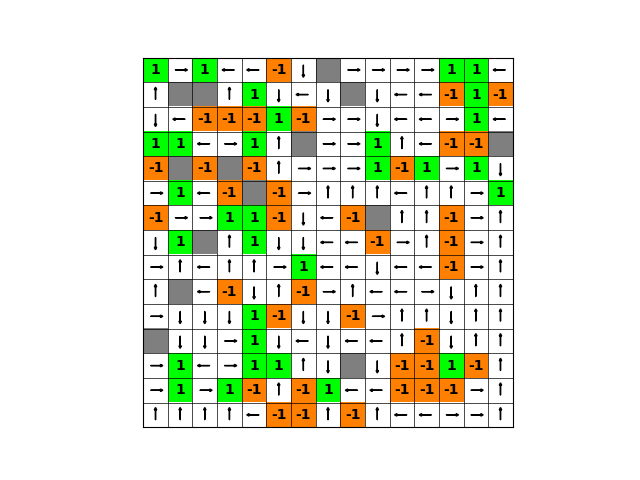 1 → 1 ← ← -1 ↓ → → → → 1 1 ←
↑ ↑ 1 ↓ ← ↓ ↓ ← ← -1 1 -1
↓ ← -1 -1 -1 1 -1 → → ↓ ← ← → 1 ←
1 1 ← → 1 ↑ → → 1 ↑ ← -1 -1
-1 -1 -1 ↑ → → → 1 -1 1 → 1 ↓
→ 1 ← -1 -1 → ↑ ↑ ↑ ← ↑ ↑ → 1
-1 → → 1 1 -1 ↓ ← -1 ↑ ↑ -1 → ↑
↓ 1 ↑ 1 ↓ ↓ ← ← -1 → ↑ -1 → ↑
→ ↑ ← ↑ ↑ → 1 ← ← ↓ ← ← -1 → ↑
↑ ← -1 ↓ ↑ -1 → ↑ ← ← → ↓ ↑ ↑
→ ↓ ↓ ↓ 1 -1 ↓ ↓ -1 → ↑ ↑ ↓ ↑ ↑
↓ ↓ → 1 ↓ ← ↓ ← ← ↑ -1 ↓ ↑ ↑
→ 1 ← → 1 1 ↑ ↓ ↓ -1 -1 1 -1 ↑
→ 1 → 1 -1 ↑ -1 1 ← ← -1 -1 -1 → ↑
↑ ↑ ↑ ↑ ← -1 -1 ↑ -1 ↑ ← ← → → ↑